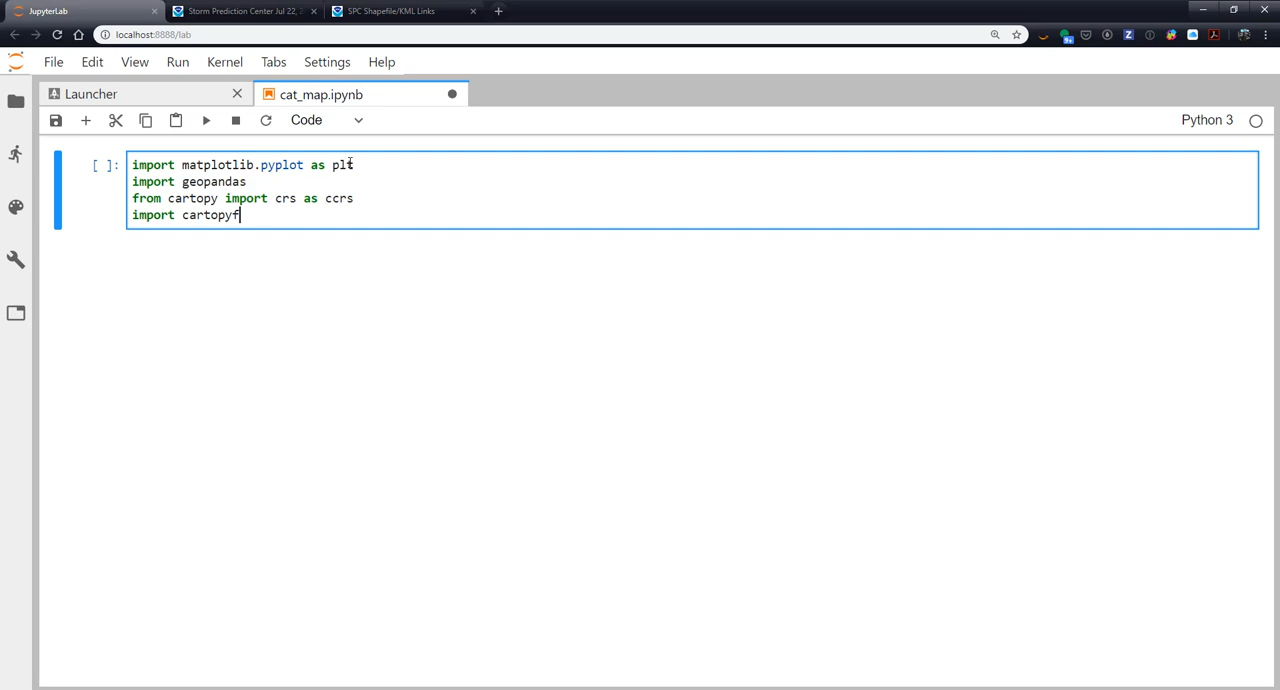 JupyterLab
Storm Prediction Center Jul 22, 2
SPC Shapefile/KML Links
localhost:8888/lab
9+
Z
File Edit View Run Kernel Tabs Settings Help
Launcher
cat_map.ipynb
Code
Python 3
[ ]: import matplotlib.pyplot as plt
import geopandas
from cartopy import crs as ccrs
import cartopyf